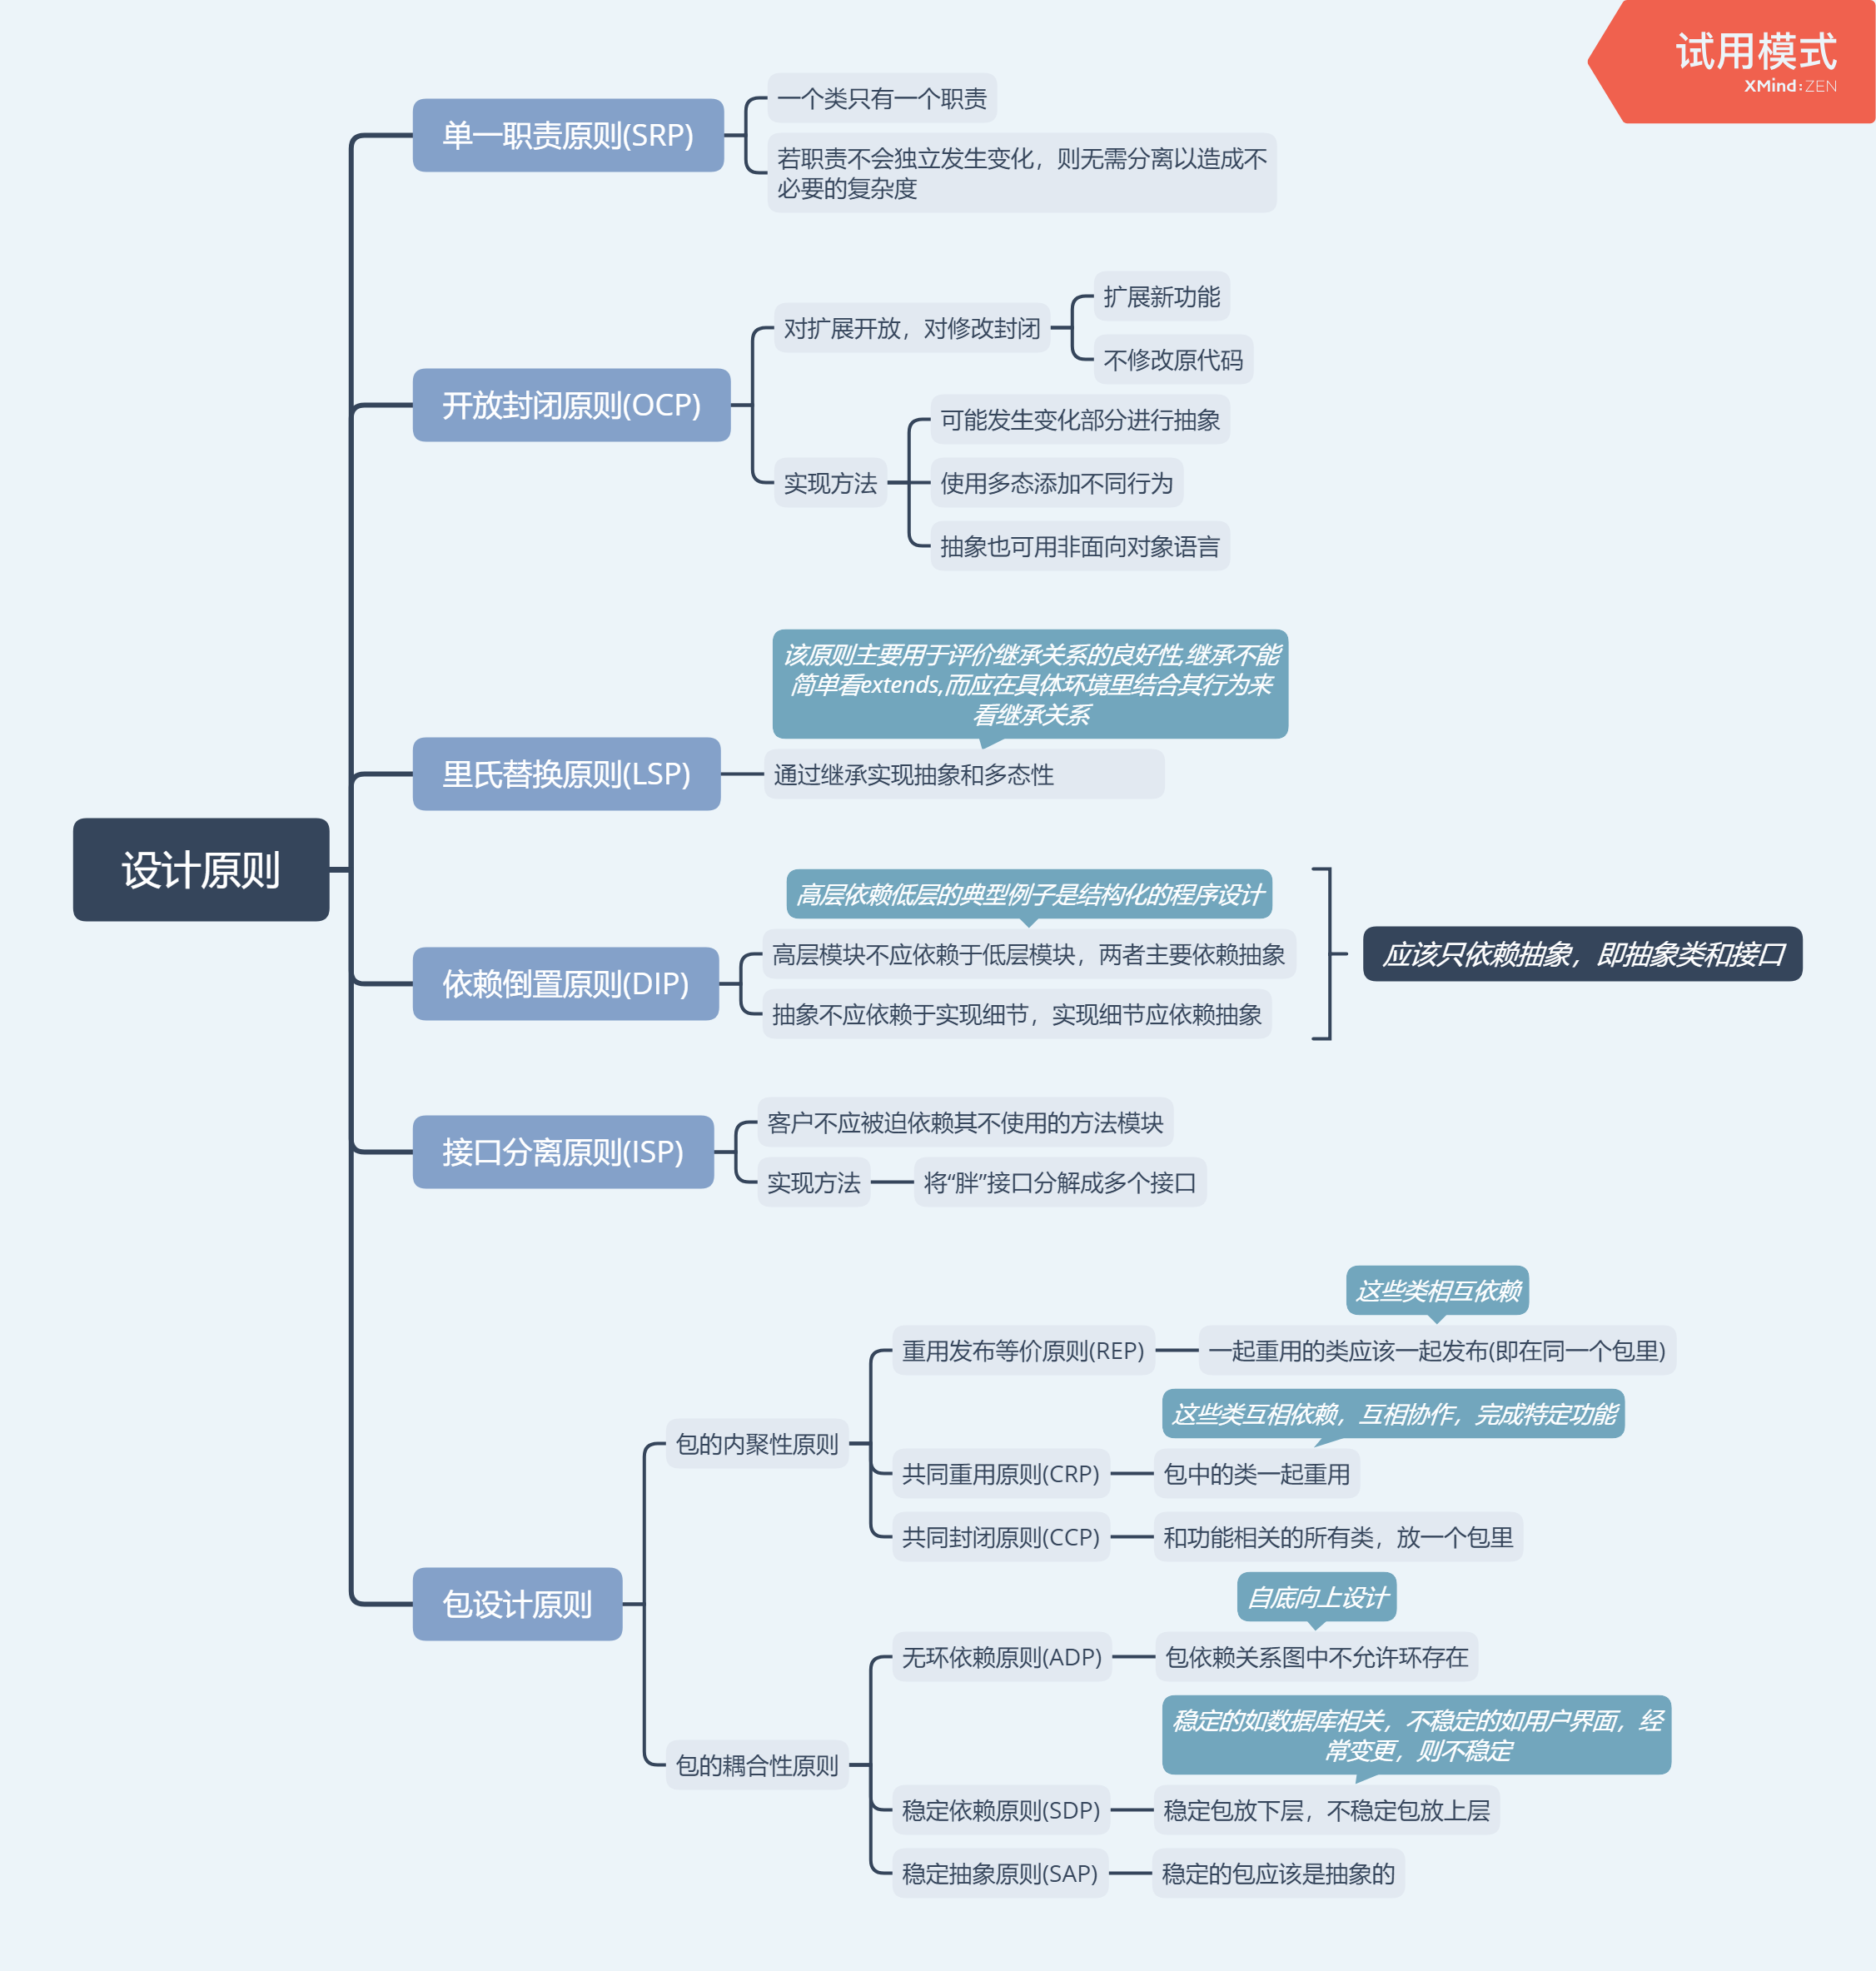 试用模式
XMind:ZEN
设计原则
单一职责原则(SRP)
一个类只有一个职责
若职责不会独立发生变化，则无需分离以造成不
必要的复杂度
开放封闭原则(OCP)
对扩展开放，对修改封闭
扩展新功能
不修改原代码
实现方法
可能发生变化部分进行抽象
使用多态添加不同行为
抽象也可用非面向对象语言
里氏替换原则(LSP)
该原则主要用于评价继承关系的良好性,继承不能
简单看extends,而应在具体环境里结合其行为来
看继承关系
通过继承实现抽象和多态性
依赖倒置原则(DIP)
高层依赖低层的典型例子是结构化的程序设计
高层模块不应依赖于低层模块，两者主要依赖抽象
抽象不应依赖于实现细节，实现细节应依赖抽象
应该只依赖抽象，即抽象类和接口
接口分离原则(ISP)
客户不应被迫依赖其不使用的方法模块
实现方法
将“胖”接口分解成多个接口
包设计原则
包的内聚性原则
重用发布等价原则(REP)
这些类相互依赖
一起重用的类应该一起发布(即在同一个包里)
共同重用原则(CRP)
这些类互相依赖，互相协作，完成特定功能
包中的类一起重用
共同封闭原则(CCP)
和功能相关的所有类，放一个包里
包的耦合性原则
无环依赖原则(ADP)
自底向上设计
包依赖关系图中不允许环存在
稳定依赖原则(SDP)
稳定的如数据库相关，不稳定的如用户界面，经
常变更，则不稳定
稳定包放下层，不稳定包放上层
稳定抽象原则(SAP)
稳定的包应该是抽象的